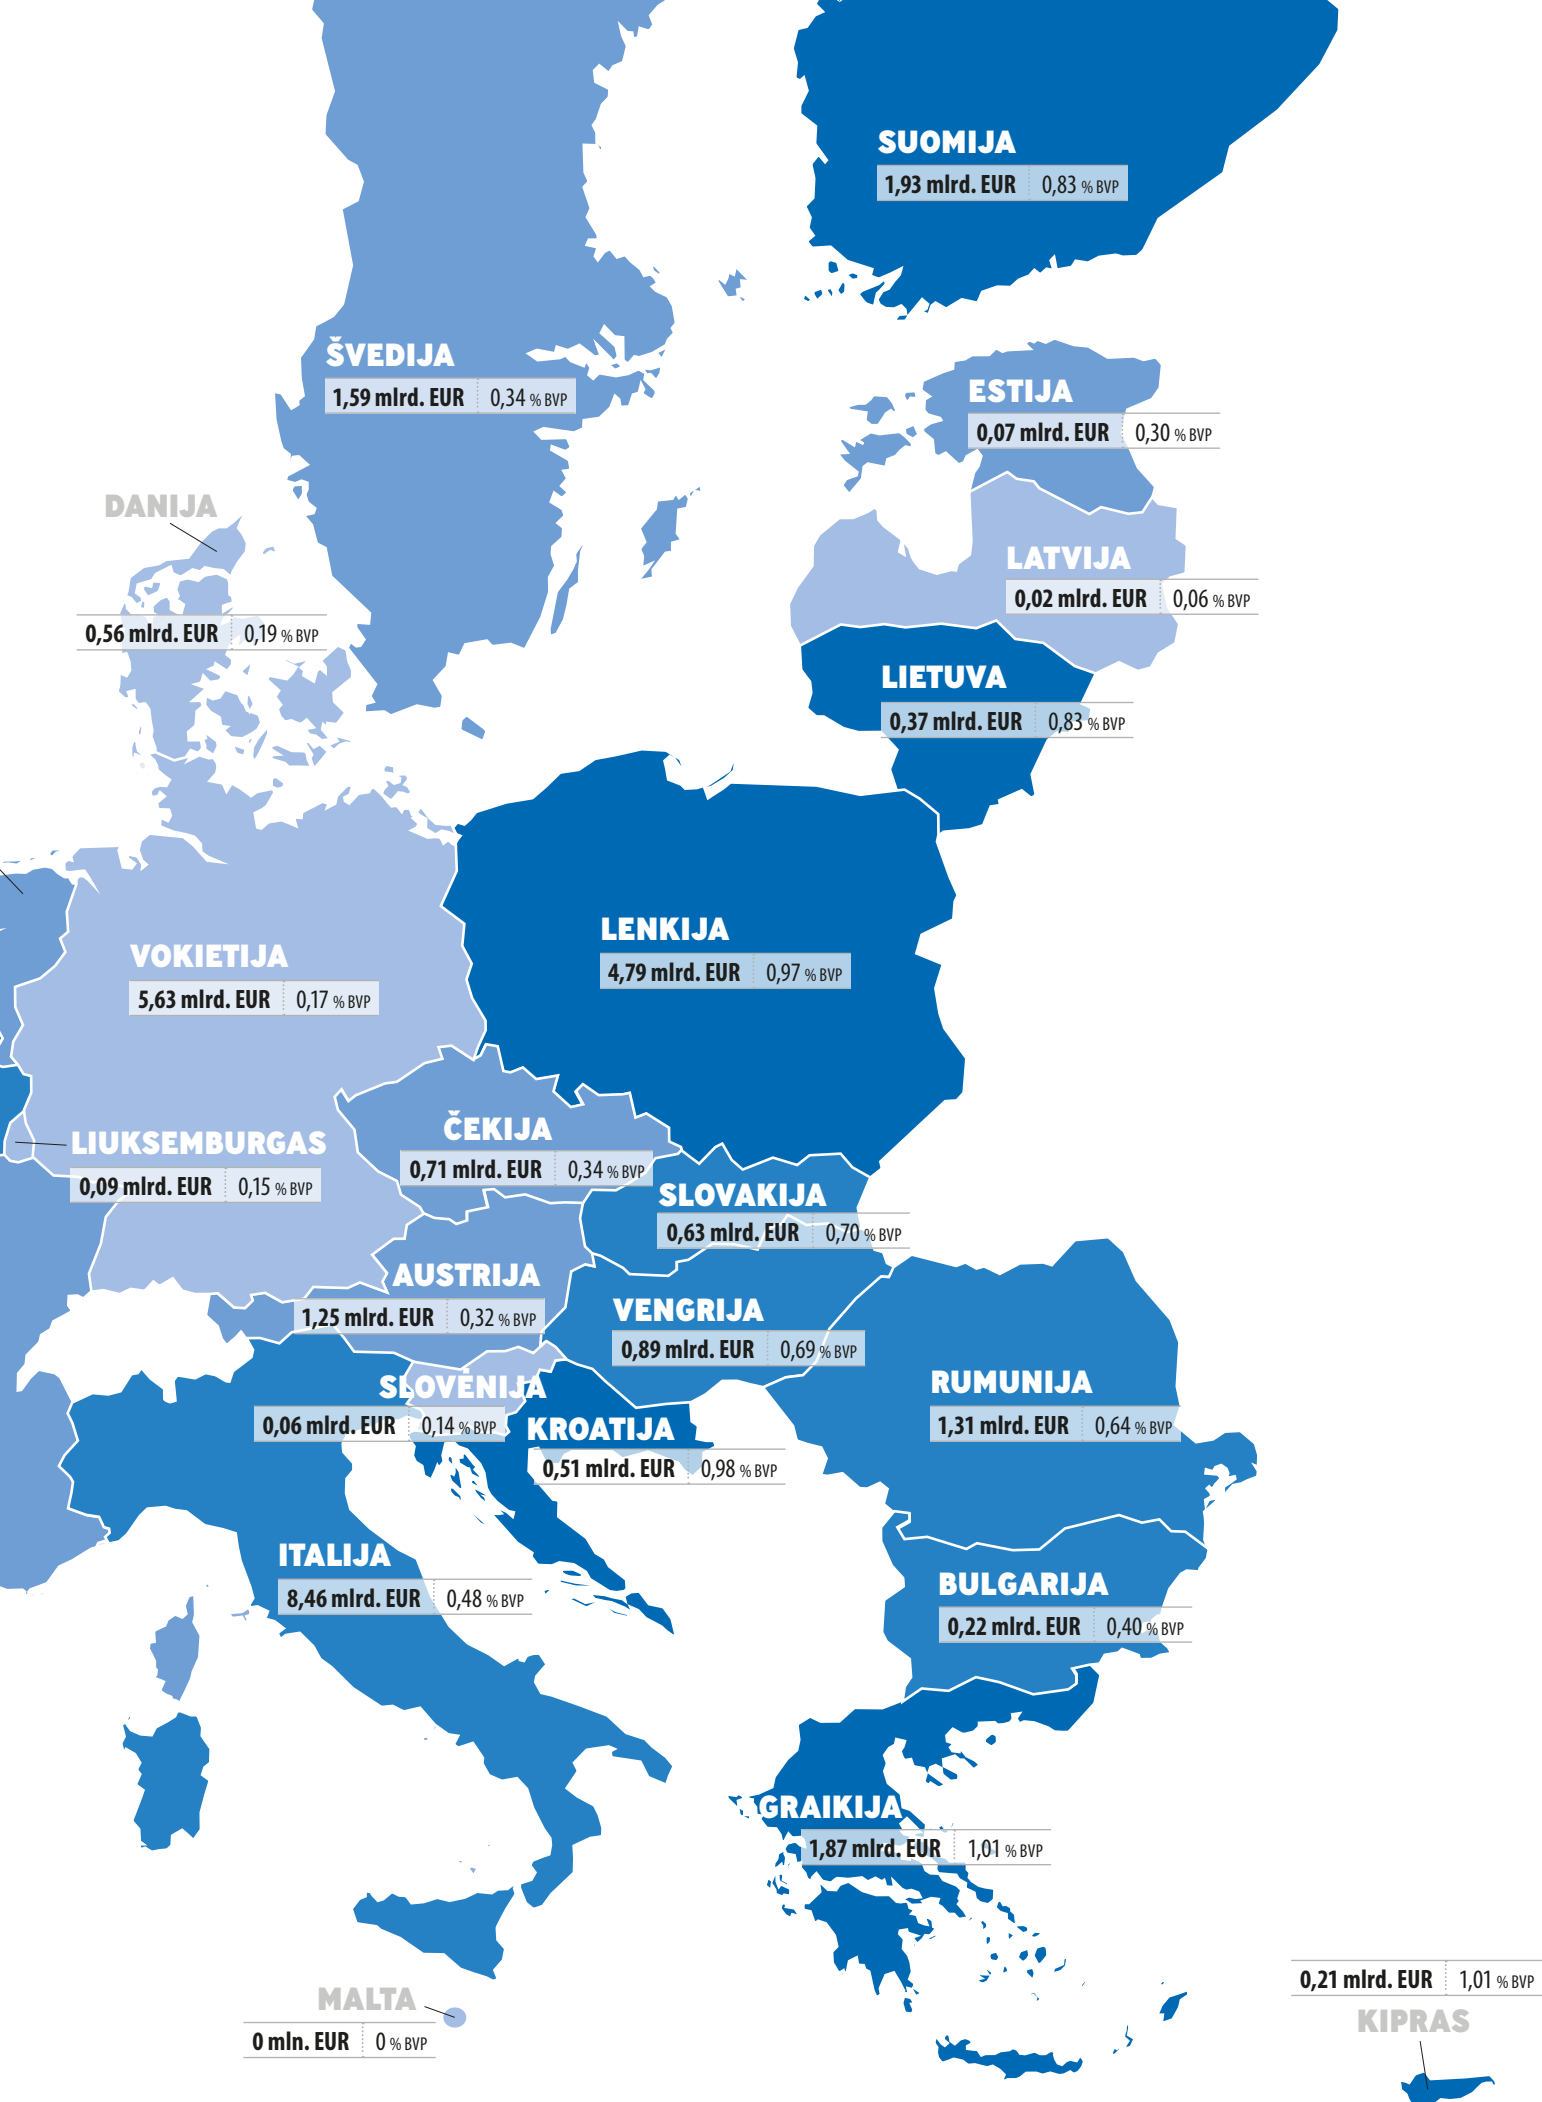 SUOMIJA
1,93 mlrd. EUR 0,83 % BVP
ŠVEDIJA
1,59 mlrd. EUR 0,34 % BVP
ESTIJA
0,07 mlrd. EUR 0,30 % BVP
DANIJA
0,56 mlrd. EUR 0,19 % BVP
LATVIJA
0,02 mlrd. EUR 0,06 % BVP
LIETUVA
0,37 mlrd. EUR 0,83 % BVP
LENKIJA
4,79 mlrd. EUR 0,97 % BVP
VOKIETIJA
5,63 mlrd. EUR 0,17 % BVP
ČEKIJA
0,71 mlrd. EUR 0,34 % BVP
LIUKSEMBURGAS
0,09 mlrd. EUR 0,15 % BVP
SLOVAKIJA
0,63 mlrd. EUR 0,70 % BVP
AUSTRIJA
1,25 mlrd. EUR 0,32 % BVP
VENGRIJA
0,89 mlrd. EUR 0,69 % BVP
RUMUNIJA
1,31 mlrd. EUR 0,64 % BVP
SLOVĖNIJA
0,06 mlrd. EUR 0,14 % BVP
KROATIJA
0,51 mlrd. EUR 0,98 % BVP
ITALIJA
8,46 mlrd. EUR 0,48 % BVP
BULGARIJA
0,22 mlrd. EUR 0,40 % BVP
GRAIKIJA
1,87 mlrd. EUR 1,01 % BVP
MALTA
0 mln. EUR 0 % BVP
0,21 mlrd. EUR 1,01 % BVP
KIPRAS